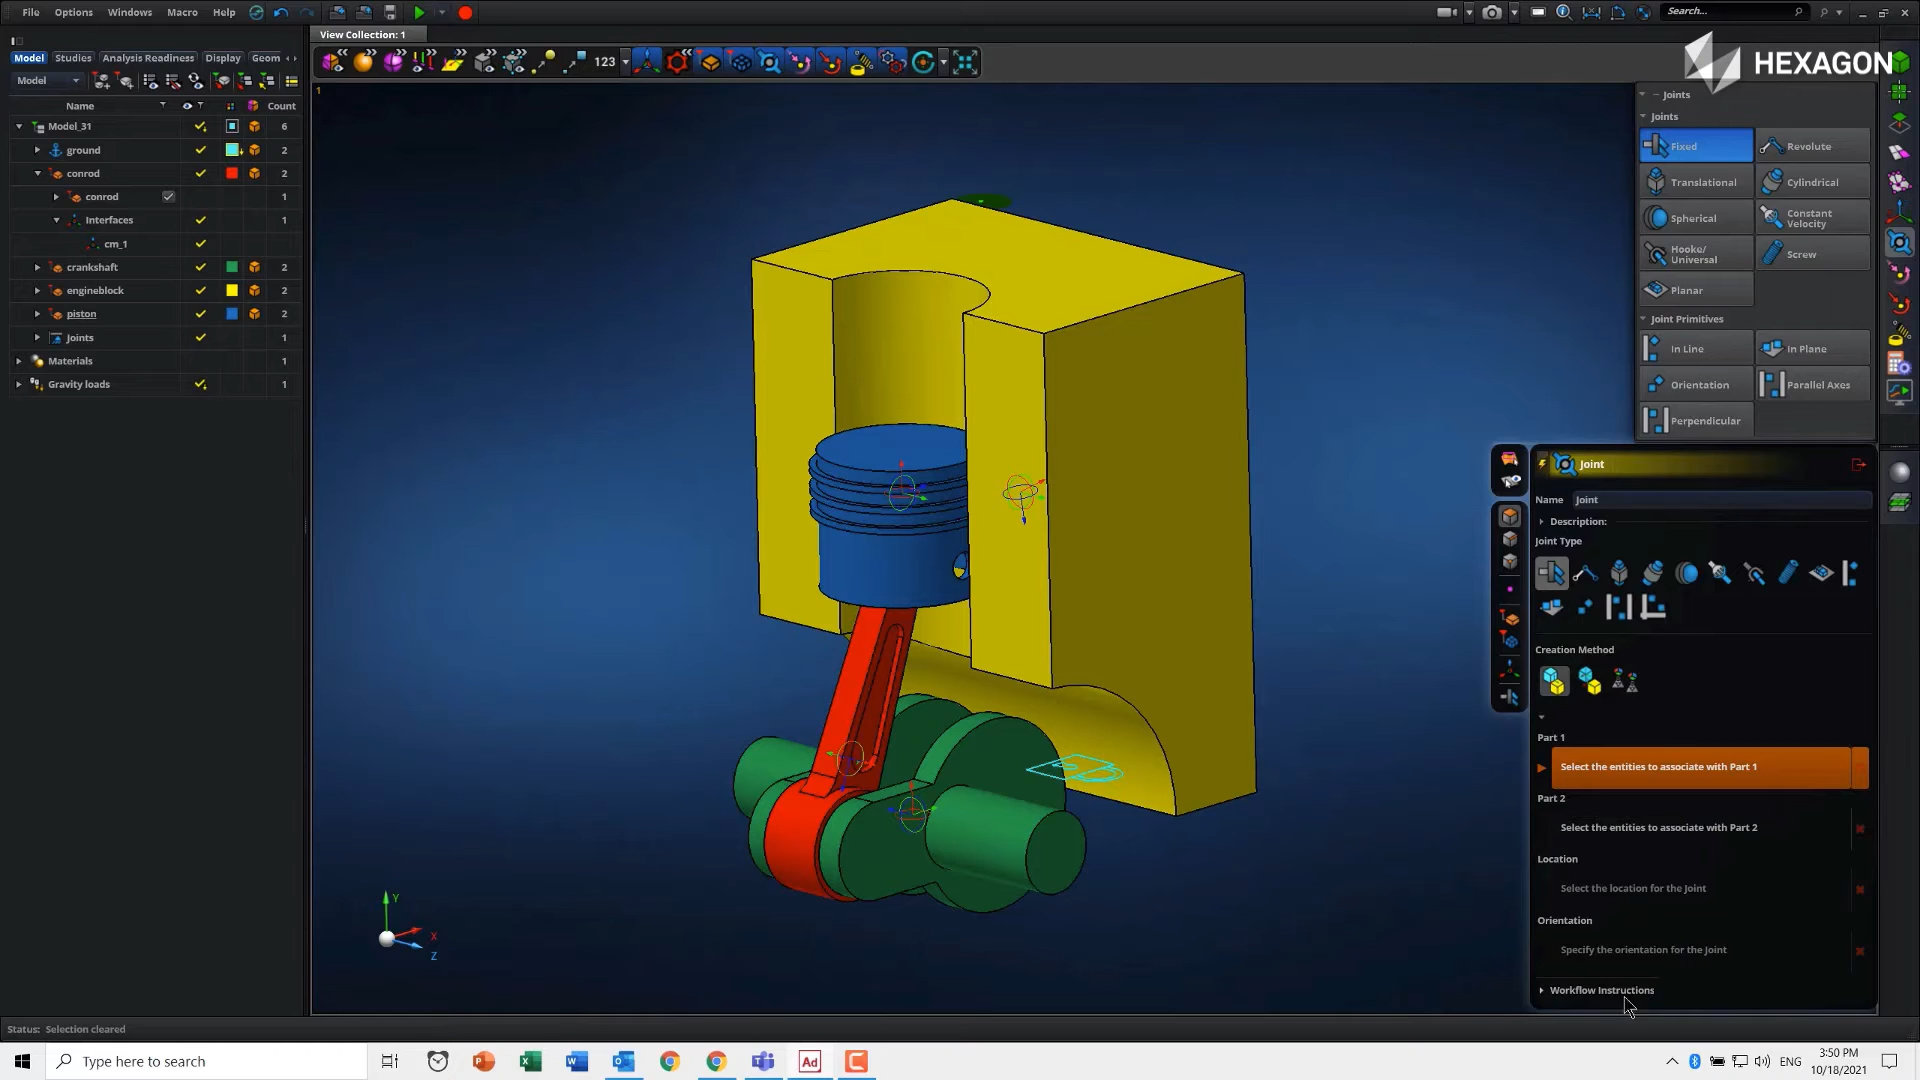 File Options Windows Macro Help
Search...
View Collection: 1
HEXAGON
Model Studies Analysis Readiness Display Geom
Model
123
Name Count
Model_31 6
ground 2
conrod 2
conrod 1
Interfaces 1
cm_1
crankshaft 2
engineblock 2
piston 2
Joints 1
Materials 1
Gravity loads 1
1
Joints
Joints
Fixed Revolute
Translational Cylindrical
Spherical Constant Velocity
Hooke/ Universal Screw
Planar
Joint Primitives
In Line In Plane
Orientation Parallel Axes
Perpendicular
Joint
Name Joint
Description:
Joint Type
Creation Method
Part 1
Select the entities to associate with Part 1
Part 2
Select the entities to associate with Part 2
Location
Select the location for the Joint
Orientation
Specify the orientation for the Joint
Workflow Instructions
Y
X
Z
Status: Selection cleared
Type here to search
Ad
ENG
3:50 PM
10/18/2021